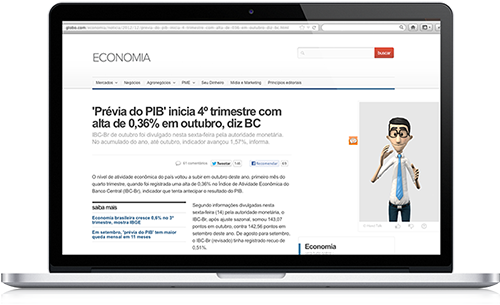 globo.com
ECONOMIA
buscar
Mercados
Negócios
Agronegócios
PME
Seu Dinheiro
Mídia e Marketing
Princípios editoriais
'Prévia do PIB' inicia 4º trimestre com
alta de 0,36% em outubro, diz BC
IBC-Br de outubro foi divulgado nesta sexta-feira pela autoridade monetária.
No acumulado do ano, até outubro, indicador avançou 1,57%, informa.
comentários
Tweetar
Recomendar
O nível de atividade econômica do país voltou a subir em outubro deste ano, primeiro mês do
quarto trimestre, quando foi registrada uma alta de 0,36% no Índice de Atividade Econômica do
Banco Central (IBC-Br), indicador que tenta antecipar o resultado do PIB.
saiba mais
Economia brasileira cresce 0,6% no 3º
trimestre, mostra IBGE
Em setembro, 'prévia do PIB' tem maior
queda mensal em 11 meses
Segundo informações divulgadas nesta
sexta-feira (14) pela autoridade monetária, o
IBC-Br, após ajuste sazonal, somou 143,07
pontos em outubro, contra 142,56 pontos em
setembro deste ano. De agosto para setembro,
o IBC-Br (revisado) tinha registrado recuo de
0,51%.
Economia